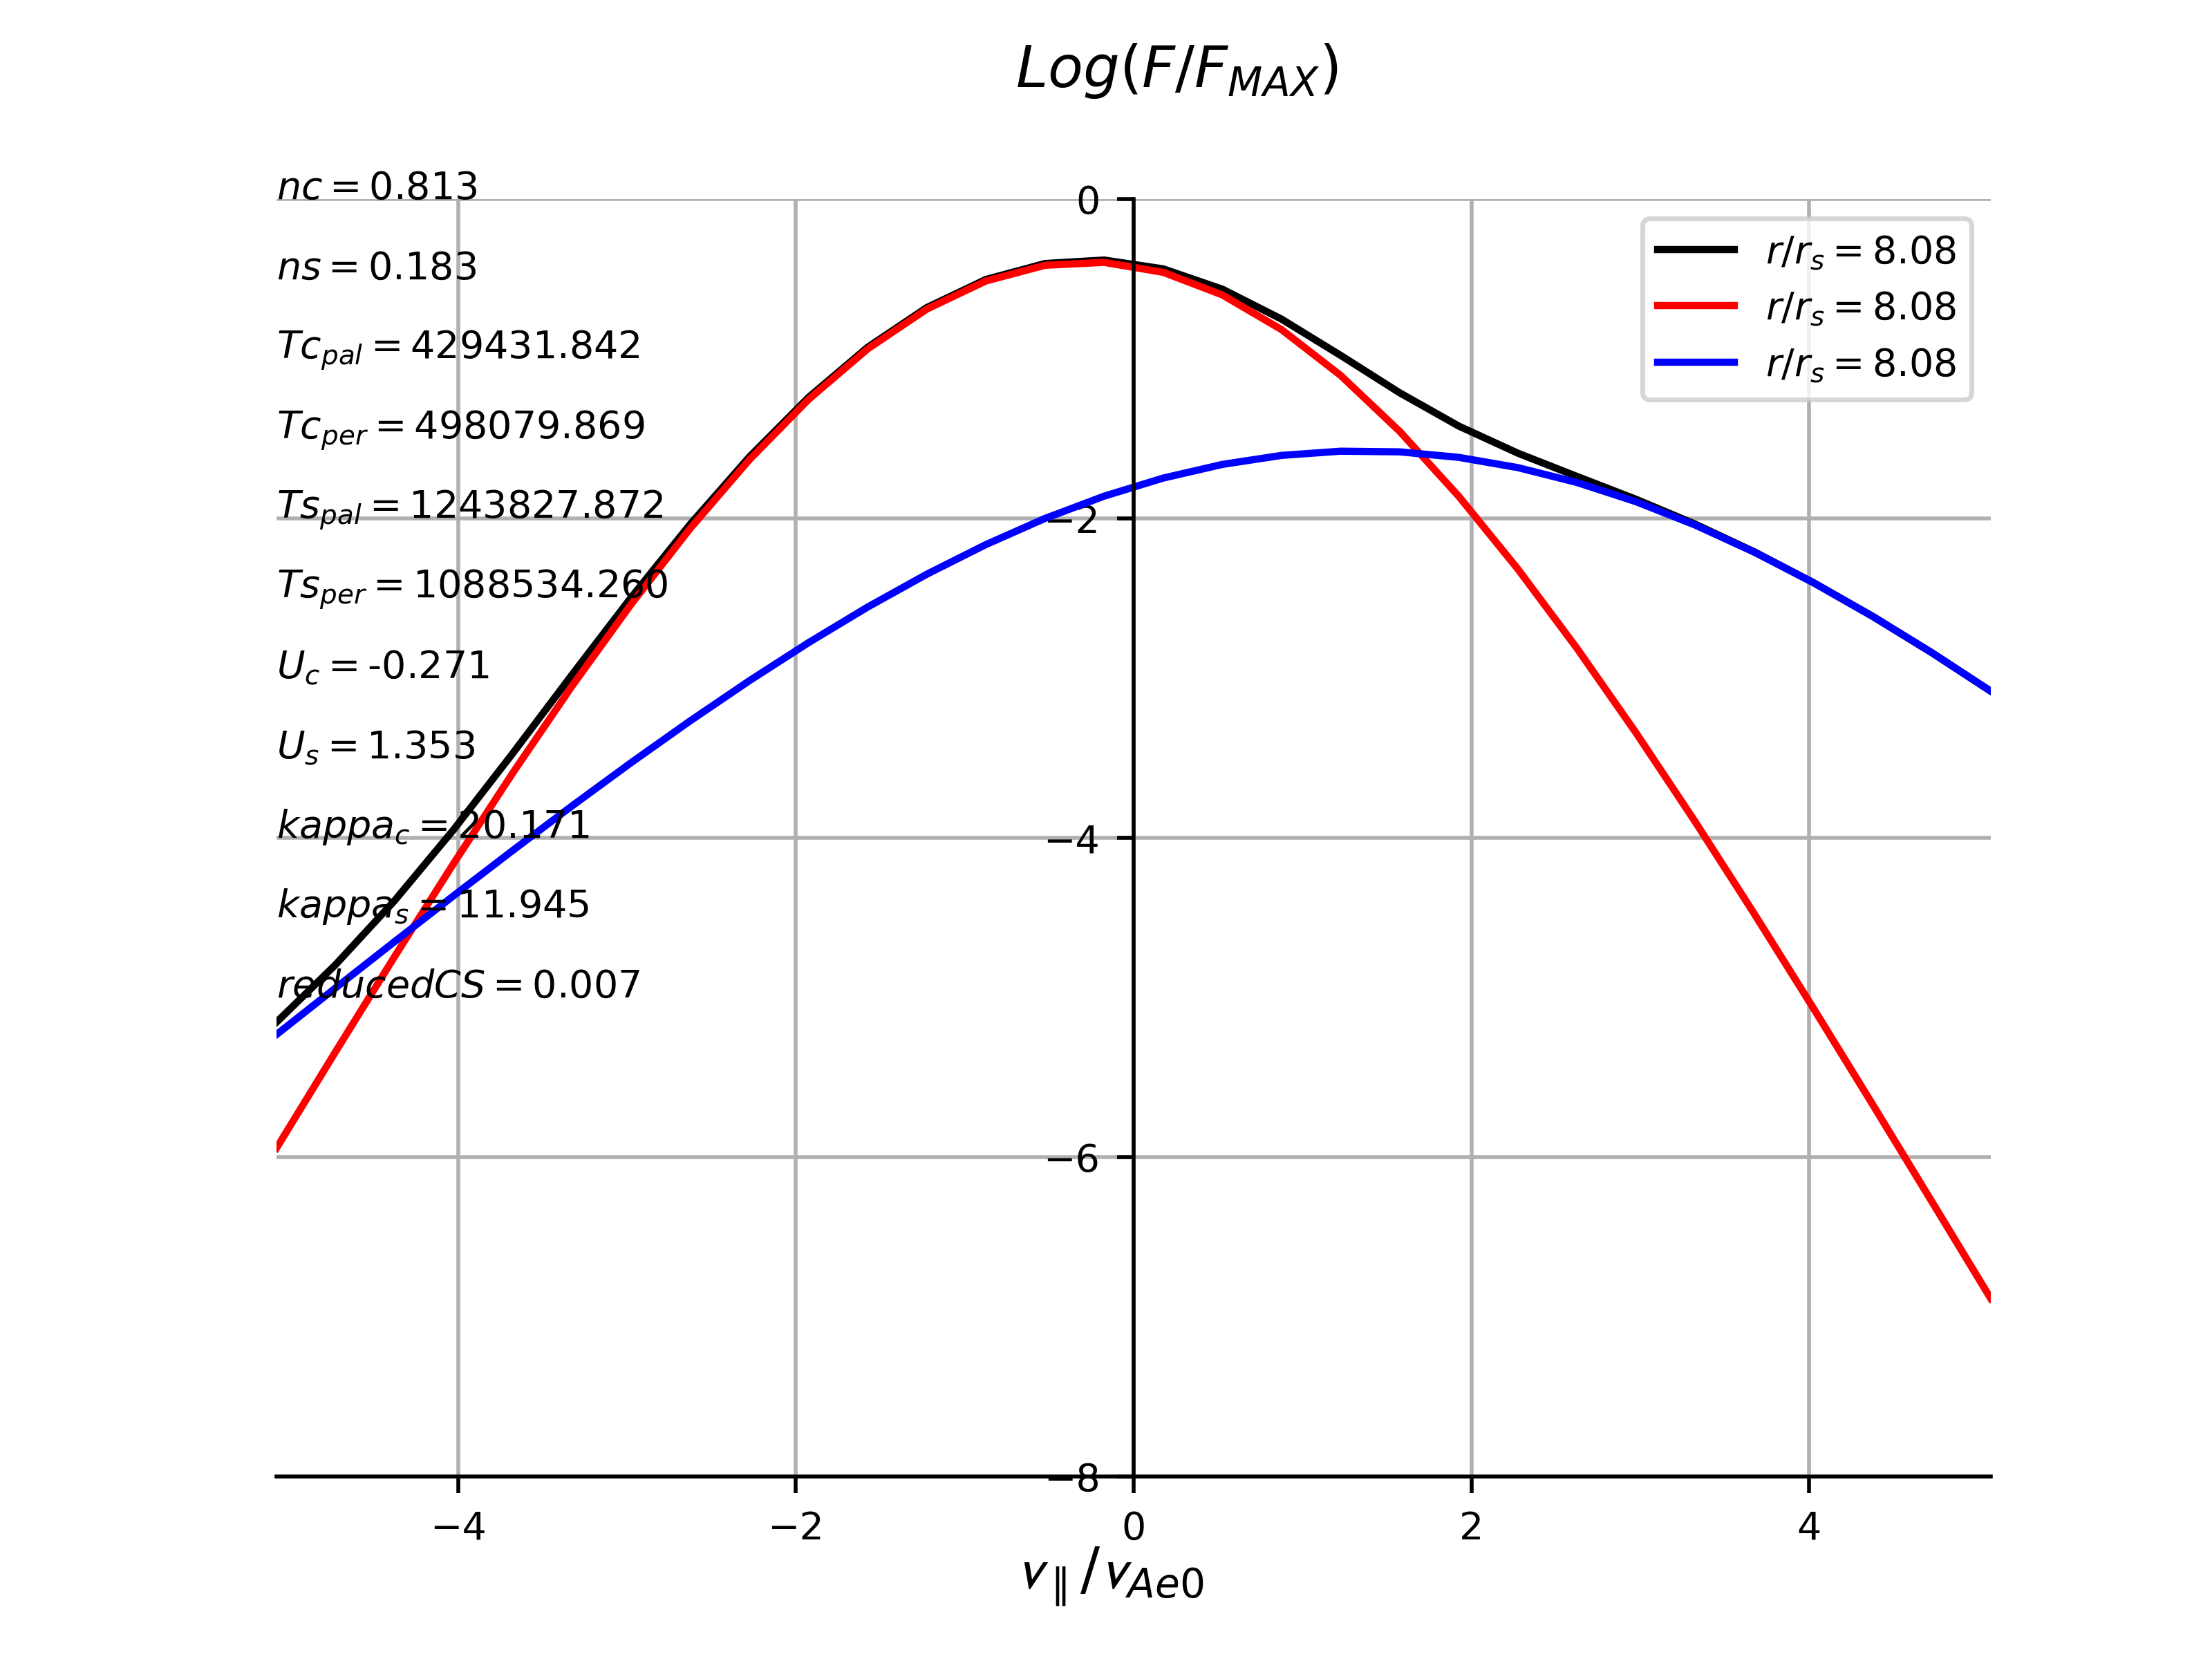 Log(F/F_MAX)
nc = 0.813
ns = 0.183
Tc_pal = 429431.842
Tc_per = 498079.869
Ts_pal = 1243827.872
Ts_per = 1088534.260
U_c = -0.271
U_s = 1.353
kappa_c = 20.171
kappa_s = 11.945
reducedCS = 0.007
r/r_s = 8.08
r/r_s = 8.08
r/r_s = 8.08
0
−2
−4
−6
−8
−4 −2 0 2 4
v_∥/v_Ae0